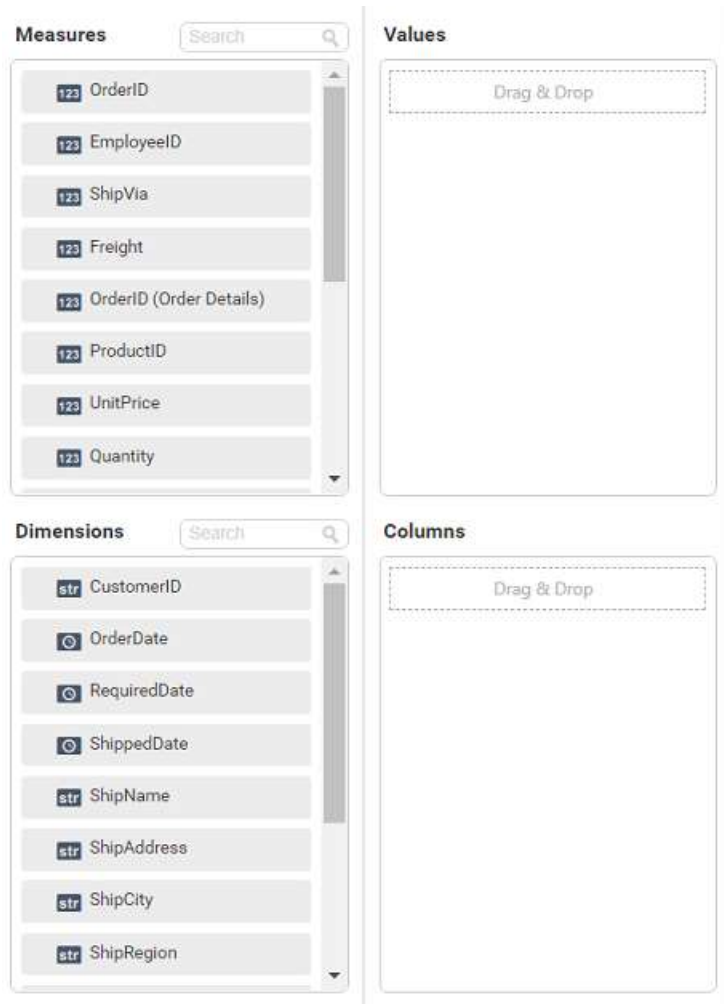 Measures
Search
Values
123 OrderID
Drag & Drop
123 EmployeeID
123 ShipVia
123 Freight
123 OrderID (Order Details)
123 ProductID
123 UnitPrice
123 Quantity
Dimensions
Search
Columns
str CustomerID
Drag & Drop
OrderDate
RequiredDate
ShippedDate
str ShipName
str ShipAddress
str ShipCity
str ShipRegion